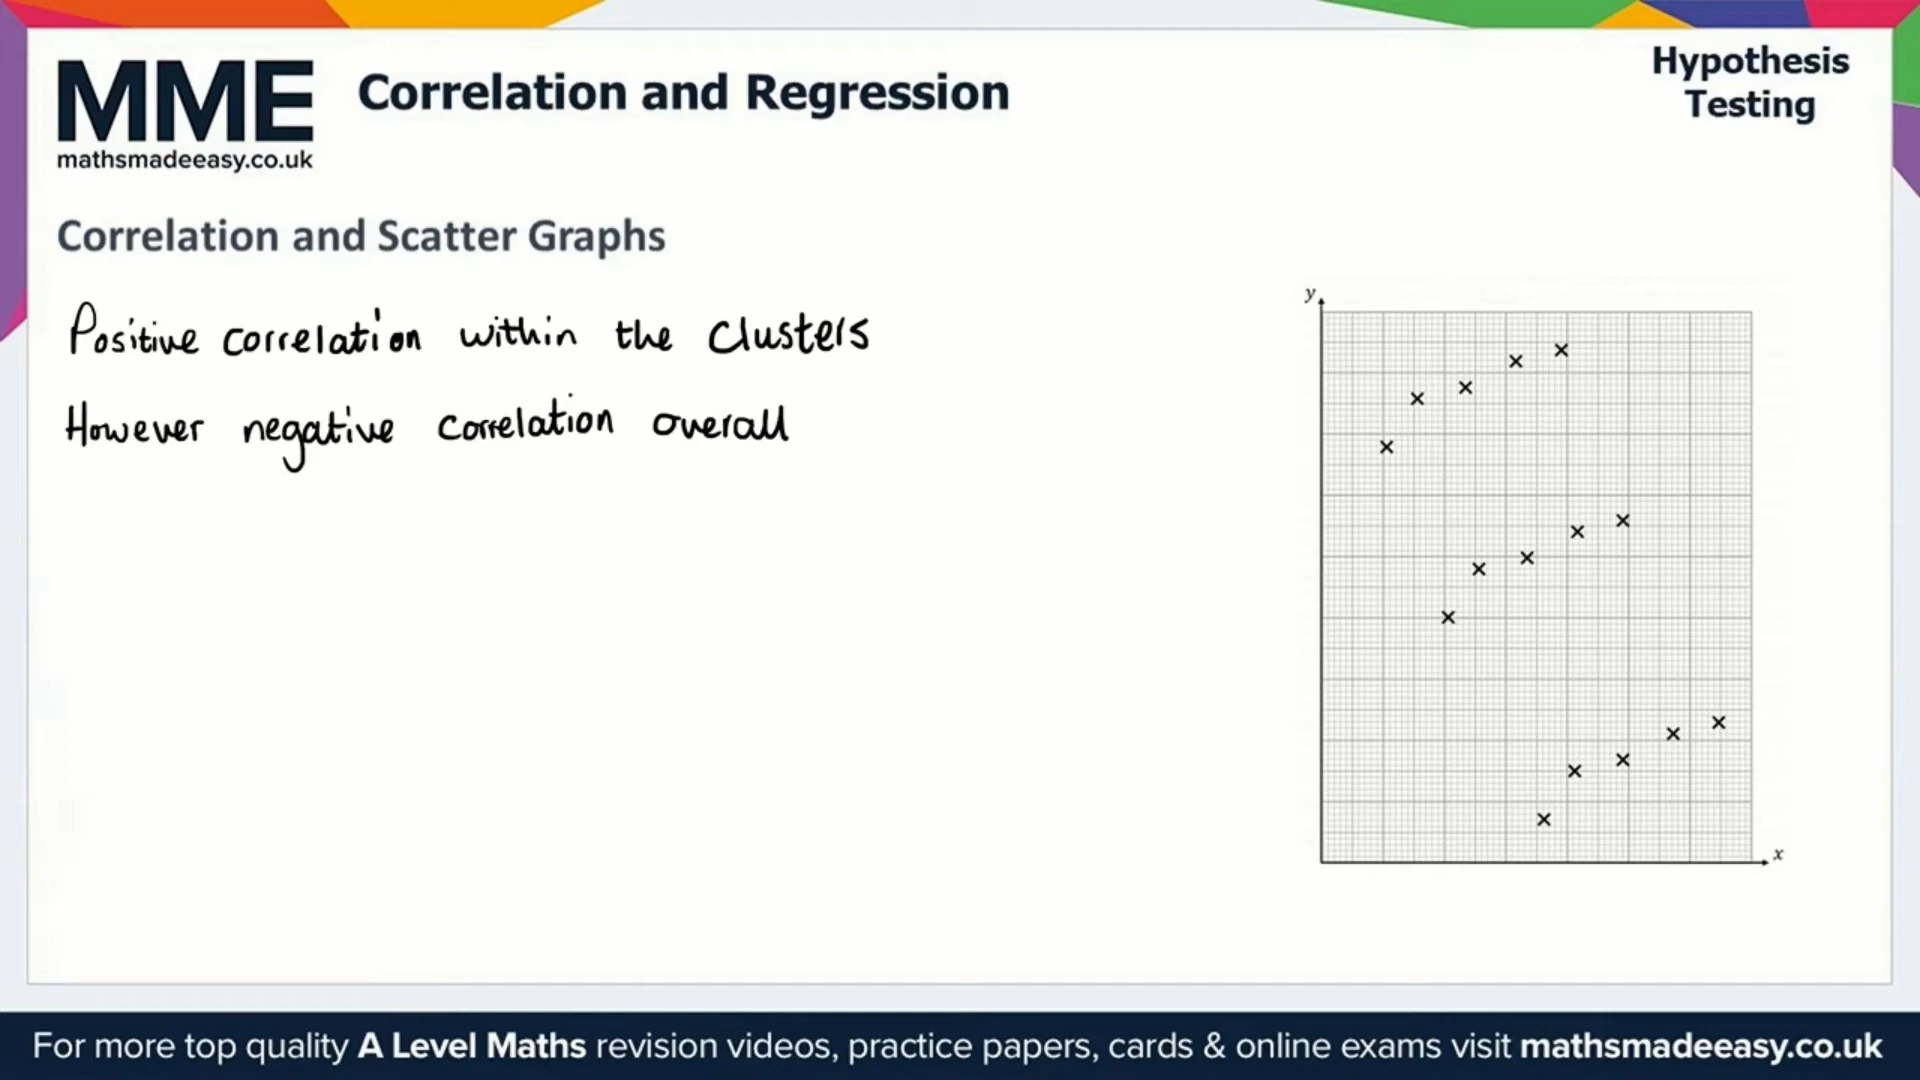 MME
mathsmadeeasy.co.uk
Correlation and Regression
Hypothesis
Testing
Correlation and Scatter Graphs
Positive correlation within the clusters
However negative correlation overall
y
x
For more top quality A Level Maths revision videos, practice papers, cards & online exams visit mathsmadeeasy.co.uk